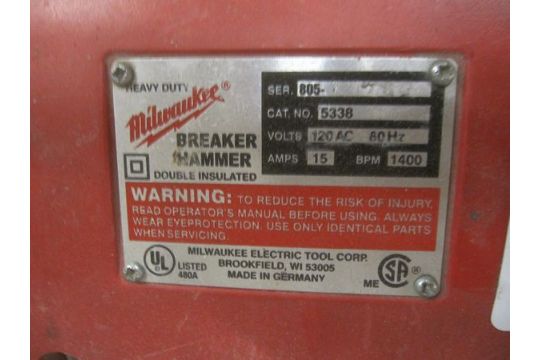 HEAVY DUTY
Milwaukee®
BREAKER
HAMMER
DOUBLE INSULATED
SER. 805-
CAT. NO. 5338
VOLTS 120 AC 60 Hz
AMPS 15 BPM 1400
WARNING: TO REDUCE THE RISK OF INJURY,
READ OPERATOR'S MANUAL BEFORE USING. ALWAYS
WEAR EYEPROTECTION. USE ONLY IDENTICAL PARTS
WHEN SERVICING.
UL LISTED
480A
MILWAUKEE ELECTRIC TOOL CORP.
BROOKFIELD, WI 53005
MADE IN GERMANY
ME SA ®